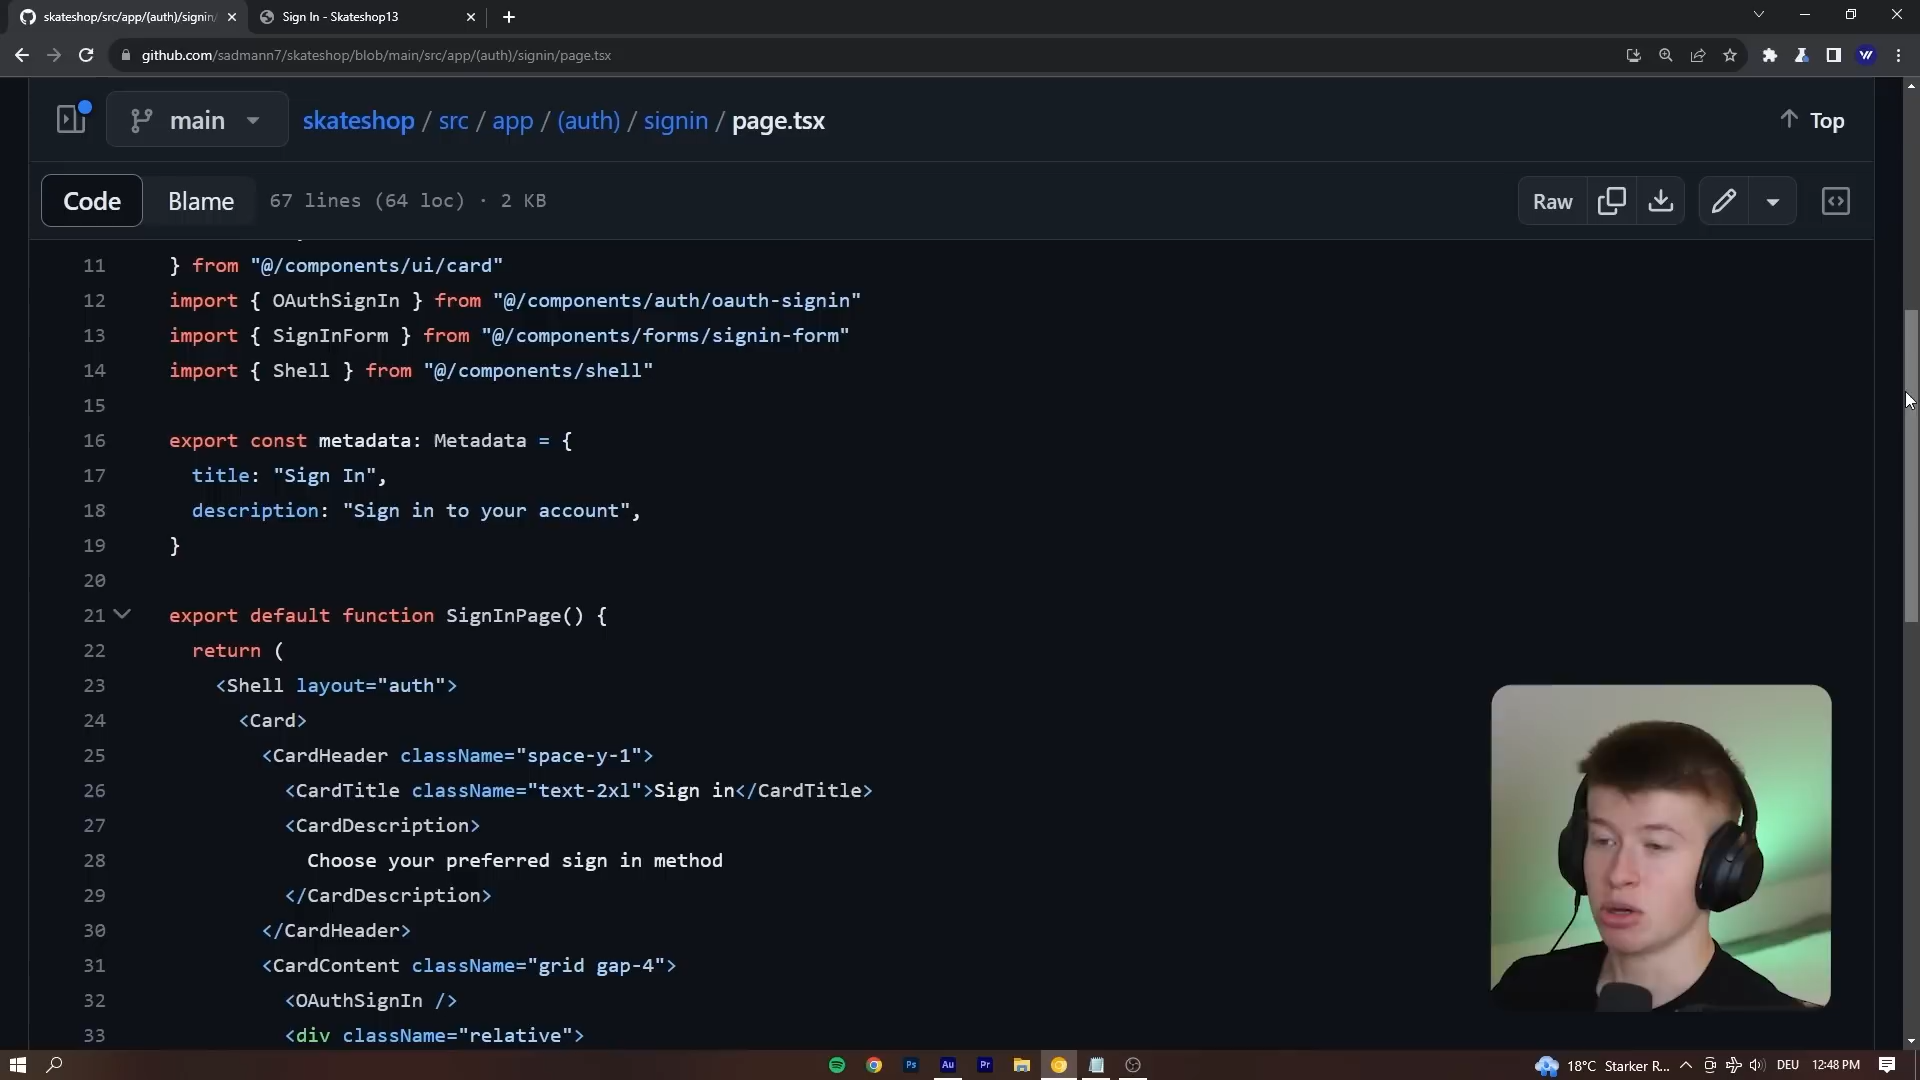 skateshop/src/app/(auth)/signin/
Sign In - Skateshop13
github.com/sadmann7/skateshop/blob/main/src/app/(auth)/signin/page.tsx
main
skateshop / src / app / (auth) / signin / page.tsx
Top
Code
Blame
67 lines (64 loc) · 2 KB
Raw
11 } from "@/components/ui/card"
12 import { OAuthSignIn } from "@/components/auth/oauth-signin"
13 import { SignInForm } from "@/components/forms/signin-form"
14 import { Shell } from "@/components/shell"
15
16 export const metadata: Metadata = {
17 title: "Sign In",
18 description: "Sign in to your account",
19 }
20
21 export default function SignInPage() {
22 return (
23 <Shell layout="auth">
24 <Card>
25 <CardHeader className="space-y-1">
26 <CardTitle className="text-2xl">Sign in</CardTitle>
27 <CardDescription>
28 Choose your preferred sign in method
29 </CardDescription>
30 </CardHeader>
31 <CardContent className="grid gap-4">
32 <OAuthSignIn />
33 <div className="relative">
Ps
Au
Pr
18°C Starker R...
DEU
12:48 PM